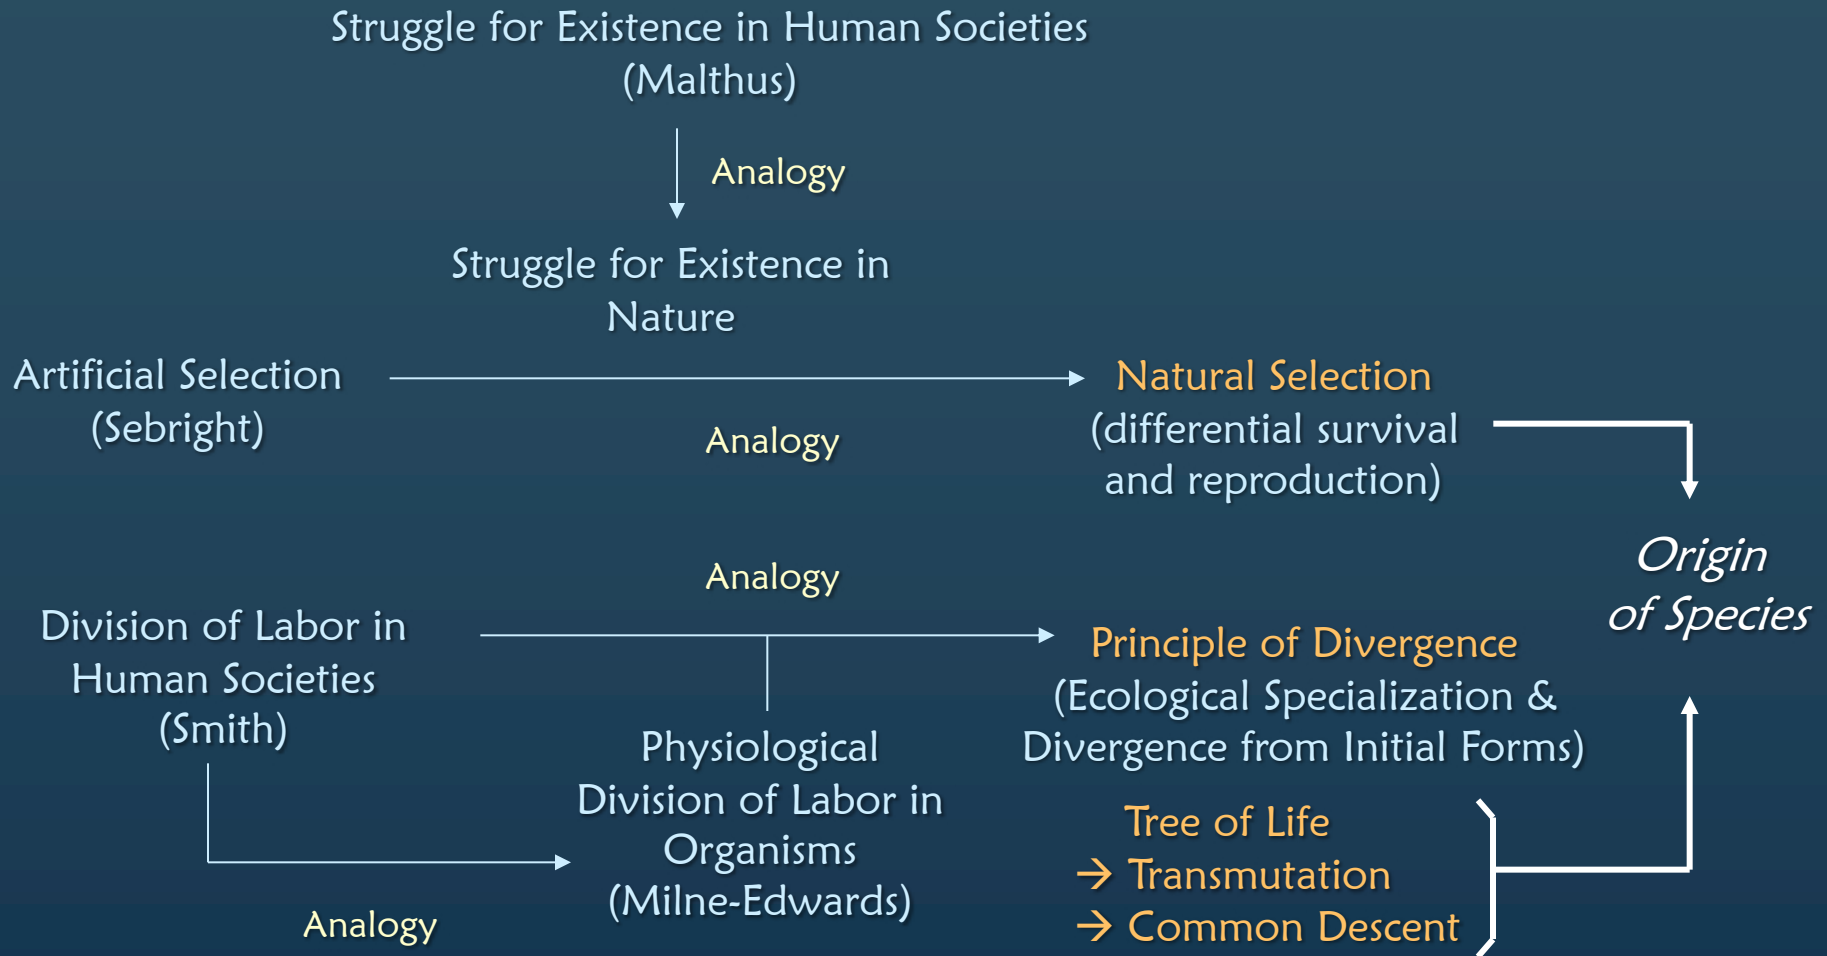 Struggle for Existence in Human Societies
(Malthus)
Analogy
Struggle for Existence in
Nature
Artificial Selection
(Sebright)
Analogy
Natural Selection
(differential survival
and reproduction)
Origin
of Species
Analogy
Division of Labor in
Human Societies
(Smith)
Principle of Divergence
(Ecological Specialization &
Divergence from Initial Forms)
Physiological
Division of Labor in
Organisms
(Milne-Edwards)
Analogy
Tree of Life
→ Transmutation
→ Common Descent